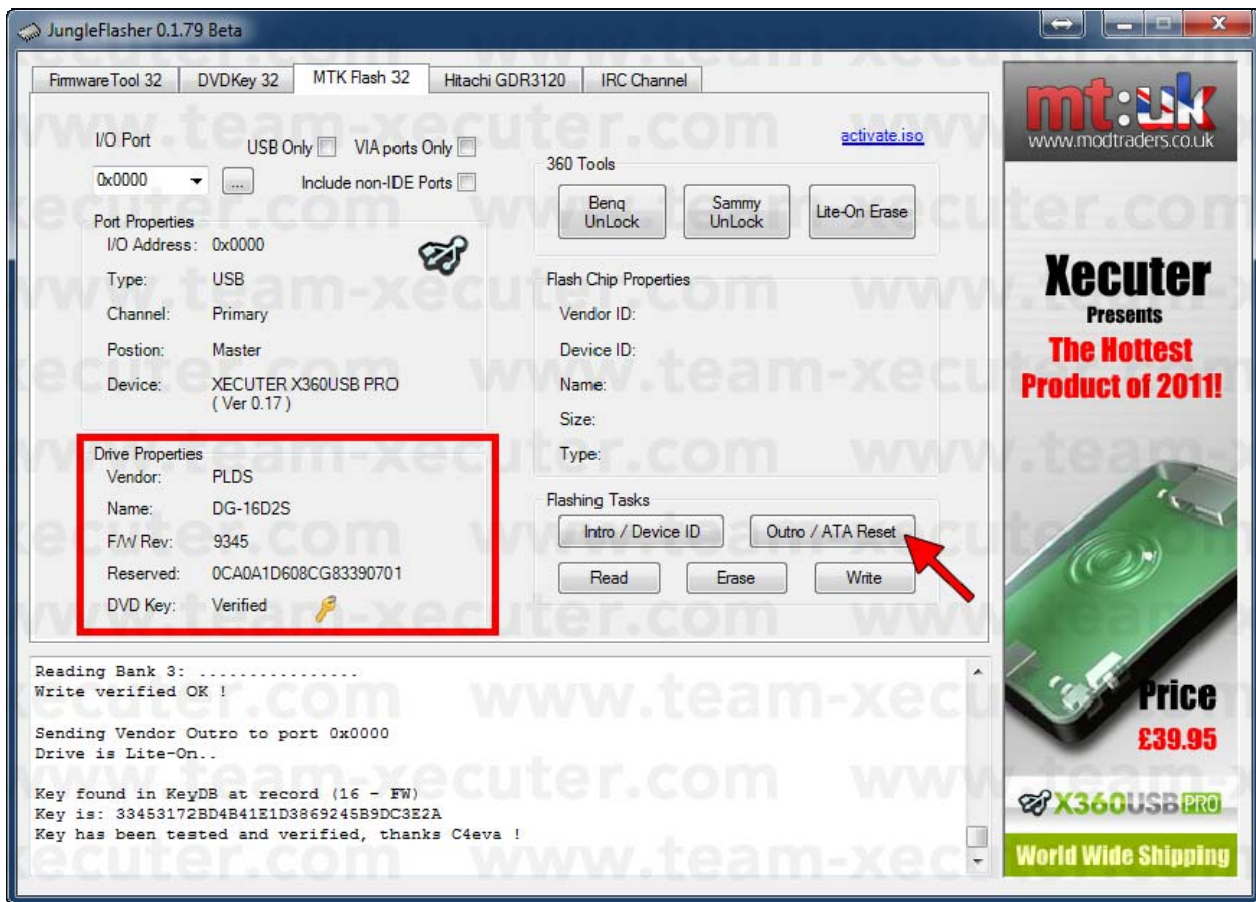 JungleFlasher 0.1.79 Beta
FirmwareTool 32
DVDKey 32
MTK Flash 32
Hitachi GDR3120
IRC Channel
I/O Port
USB Only
VIA ports Only
0x0000
...
Include non-IDE Ports
Port Properties
I/O Address: 0x0000
Type: USB
Channel: Primary
Postion: Master
Device: XECUTER X360USB PRO
( Ver 0.17 )
Drive Properties
Vendor: PLDS
Name: DG-16D2S
F/W Rev: 9345
Reserved: 0CA0A1D608CG83390701
DVD Key: Verified
activate.iso
360 Tools
Benq
UnLock
Sammy
UnLock
Lite-On Erase
Flash Chip Properties
Vendor ID:
Device ID:
Name:
Size:
Type:
Flashing Tasks
Intro / Device ID
Outro / ATA Reset
Read
Erase
Write
Reading Bank 3: ................
Write verified OK !
Sending Vendor Outro to port 0x0000
Drive is Lite-On..
Key found in KeyDB at record (16 - FW)
Key is: 33453172BD4B41E1D3869245B9DC3E2A
Key has been tested and verified, thanks C4eva !
mt:uk
www.modtraders.co.uk
Xecuter
Presents
The Hottest
Product of 2011!
Price
£39.95
X360USB PRO
World Wide Shipping
www.team-xecuter.com